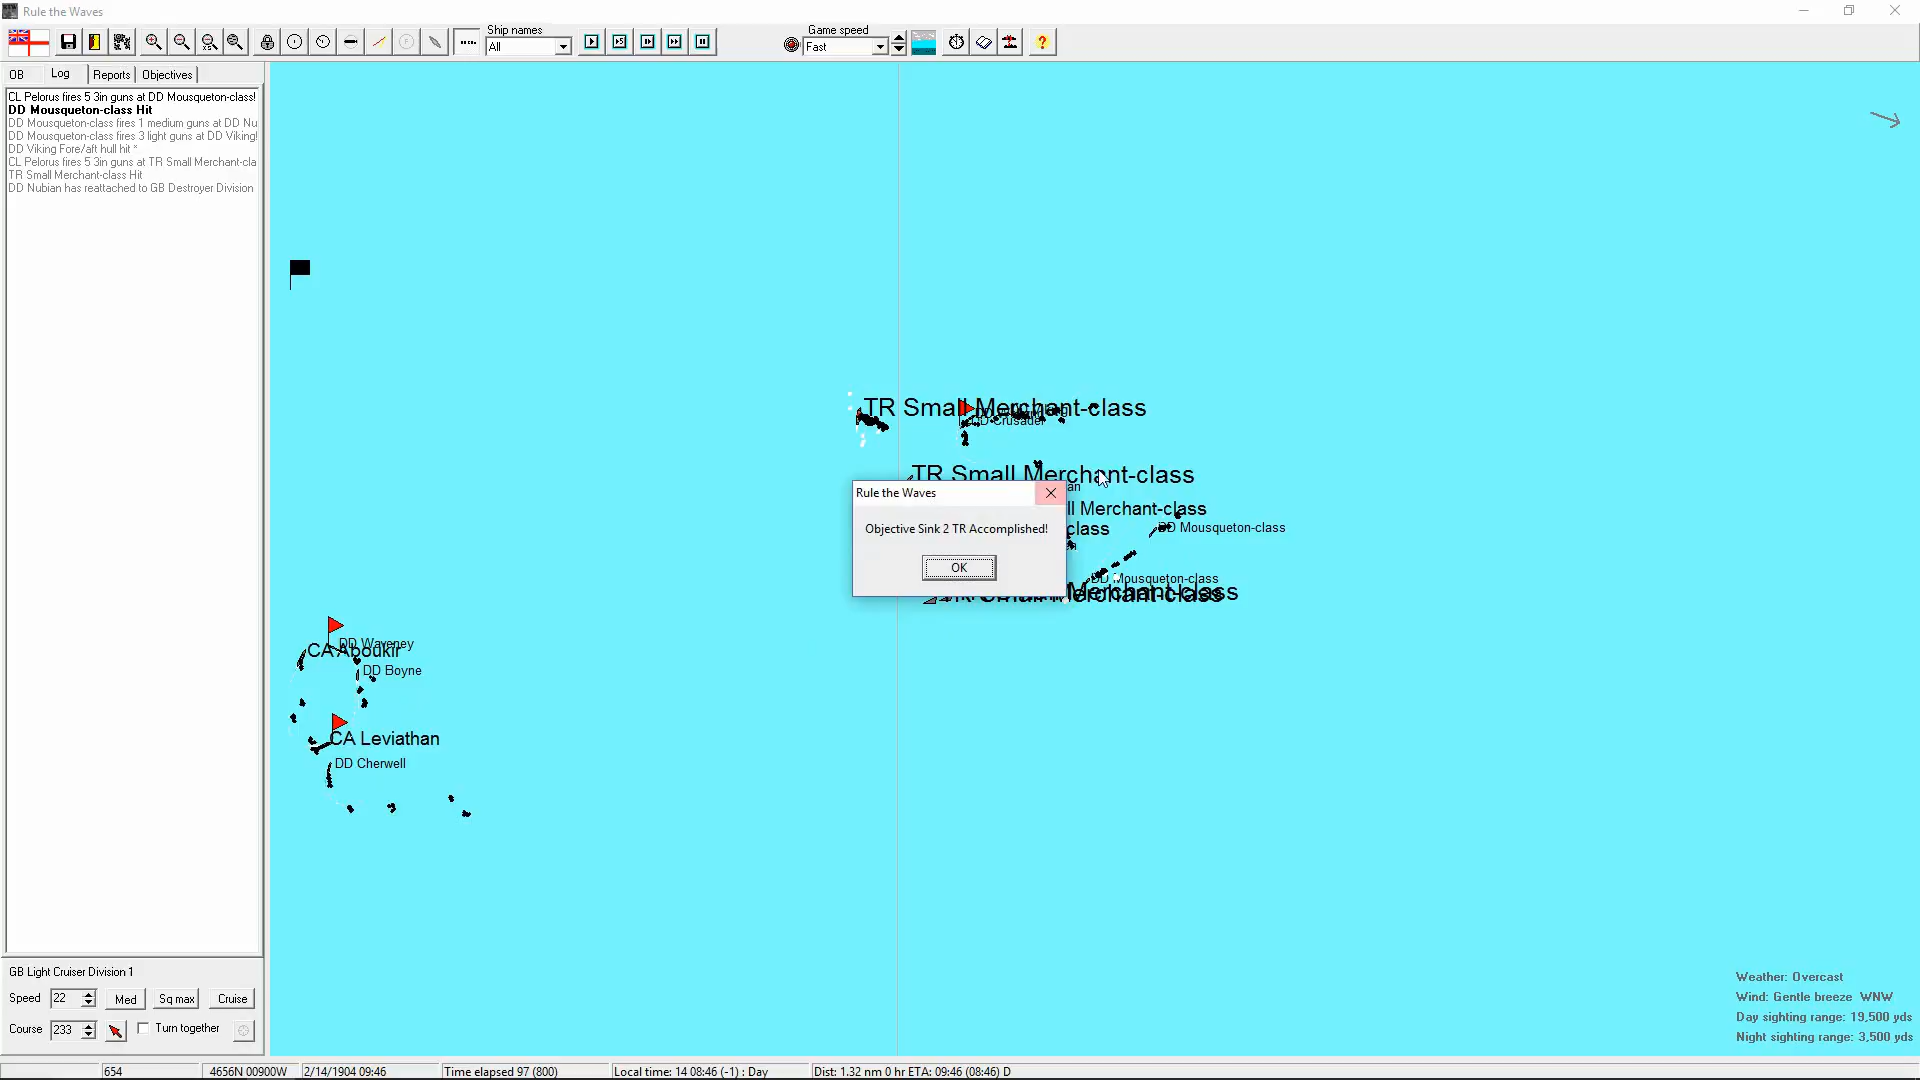 Rule the Waves
Ship names
All
Game speed
Fast
OB Log Reports Objectives
CL Pelorus fires 5 3in guns at DD Mousqueton-class!
DD Mousqueton-class Hit
DD Mousqueton-class fires 1 medium guns at DD Nu
DD Mousqueton-class fires 3 light guns at DD Viking!
DD Viking Fore/aft hull hit *
CL Pelorus fires 5 3in guns at TR Small Merchant-cla
TR Small Merchant-class Hit
DD Nubian has reattached to GB Destroyer Division
TR Small Merchant-class
DD Crusader
TR Small Merchant-class
an
ll Merchant-class
DD Mousqueton-class
class
Rule the Waves
Objective Sink 2 TR Accomplished!
OK
DD Mousqueton-class
Merchant-class
DD Waveney
CA Aboukir
DD Boyne
CA Leviathan
DD Cherwell
Weather: Overcast
Wind: Gentle breeze WNW
Day sighting range: 19,500 yds
Night sighting range: 3,500 yds
GB Light Cruiser Division 1
Speed 22 Med Sq max Cruise
Course 233 Turn together
654 4656N 00900W 2/14/1904 09:46 Time elapsed 97 (800) Local time: 14 08:46 (-1) : Day Dist: 1.32 nm 0 hr ETA: 09:46 (08:46) D